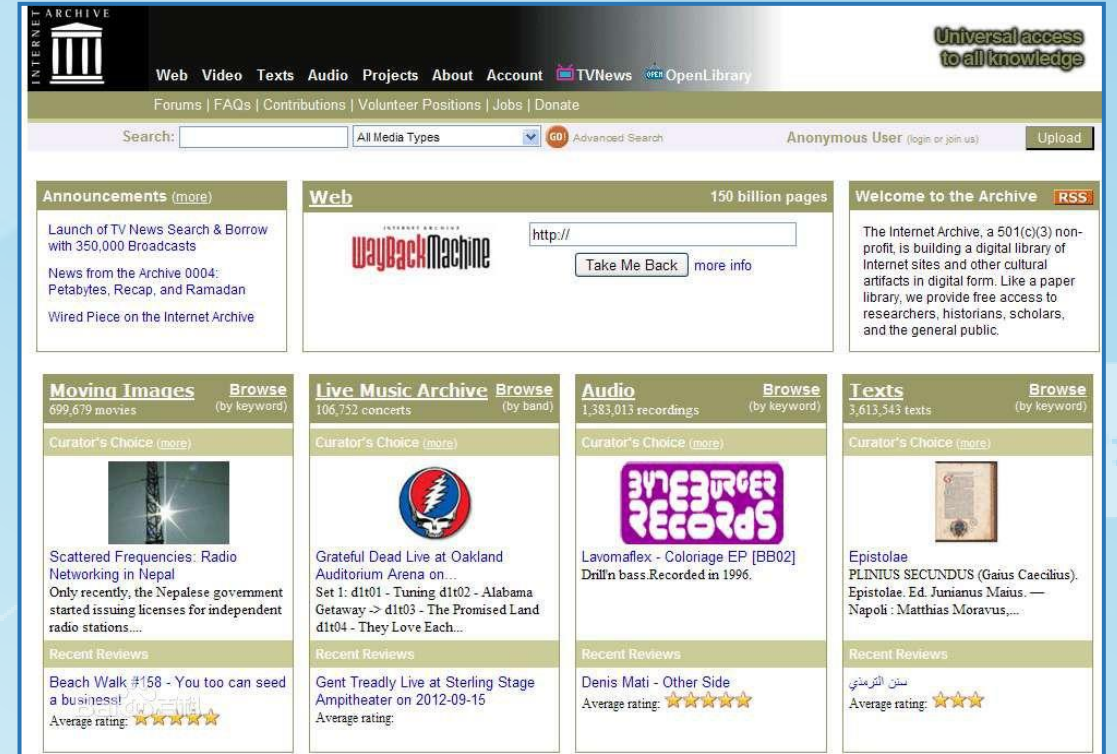 INTERNET ARCHIVE
Universal access
to all knowledge
Web Video Texts Audio Projects About Account TVNews OPEN OpenLibrary
Forums | FAQs | Contributions | Volunteer Positions | Jobs | Donate
Search: All Media Types GO! Advanced Search Anonymous User (login or join us) Upload
Announcements (more)
Launch of TV News Search & Borrow
with 350,000 Broadcasts
News from the Archive 0004:
Petabytes, Recap, and Ramadan
Wired Piece on the Internet Archive
Web 150 billion pages
INTERNET ARCHIVE
WayBackMachine
http://
Take Me Back more info
Welcome to the Archive RSS
The Internet Archive, a 501(c)(3) non-
profit, is building a digital library of
Internet sites and other cultural
artifacts in digital form. Like a paper
library, we provide free access to
researchers, historians, scholars,
and the general public.
Moving Images Browse
699,679 movies (by keyword)
Curator's Choice (more)
Scattered Frequencies: Radio
Networking in Nepal
Only recently, the Nepalese government
started issuing licenses for independent
radio stations....
Recent Reviews
Beach Walk #158 - You too can seed
a business!
Average rating:
Live Music Archive Browse
106,752 concerts (by band)
Curator's Choice (more)
Grateful Dead Live at Oakland
Auditorium Arena on...
Set 1: d1t01 - Tuning d1t02 - Alabama
Getaway -> d1t03 - The Promised Land
d1t04 - They Love Each...
Recent Reviews
Gent Treadly Live at Sterling Stage
Ampitheater on 2012-09-15
Average rating:
Audio Browse
1,383,013 recordings (by keyword)
Curator's Choice (more)
BYTEBURGER
RECORDS
Lavomaflex - Coloriage EP [BB02]
Drill'n bass.Recorded in 1996.
Recent Reviews
Denis Mati - Other Side
Average rating:
Texts Browse
3,613,543 texts (by keyword)
Curator's Choice (more)
Epistolae
PLINIUS SECUNDUS (Gaius Caecilius).
Epistolae. Ed. Junianus Maius. —
Napoli : Matthias Moravus,...
Recent Reviews
سنن الترمذي
Average rating: